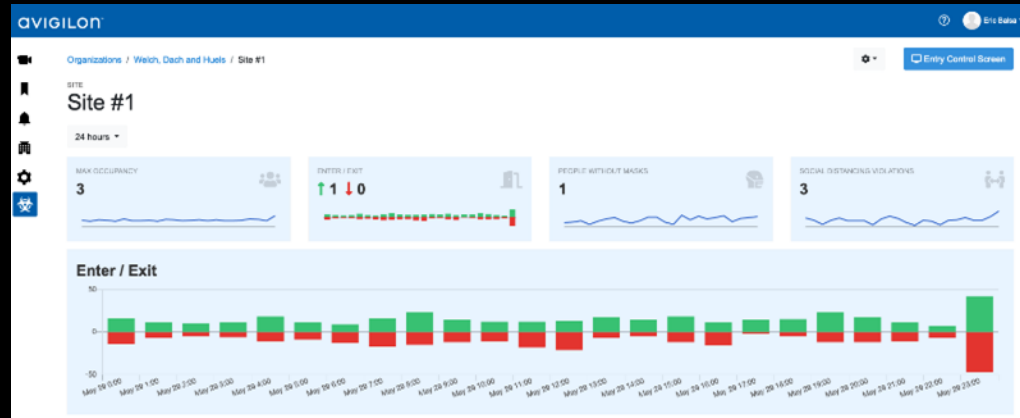 avigilon
Eric Balsa
Organizations / Welch, Dach and Huels / Site #1
Entry Control Screen
SITE
Site #1
24 hours
MAX OCCUPANCY
3
ENTER / EXIT
1 0
PEOPLE WITHOUT MASKS
1
SOCIAL DISTANCING VIOLATIONS
3
Enter / Exit
50
0
-50
May 29 0:00
May 29 1:00
May 29 2:00
May 29 3:00
May 29 4:00
May 29 5:00
May 29 6:00
May 29 7:00
May 29 8:00
May 29 9:00
May 29 10:00
May 29 11:00
May 29 12:00
May 29 13:00
May 29 14:00
May 29 15:00
May 29 16:00
May 29 17:00
May 29 18:00
May 29 19:00
May 29 20:00
May 29 21:00
May 29 22:00
May 29 23:00